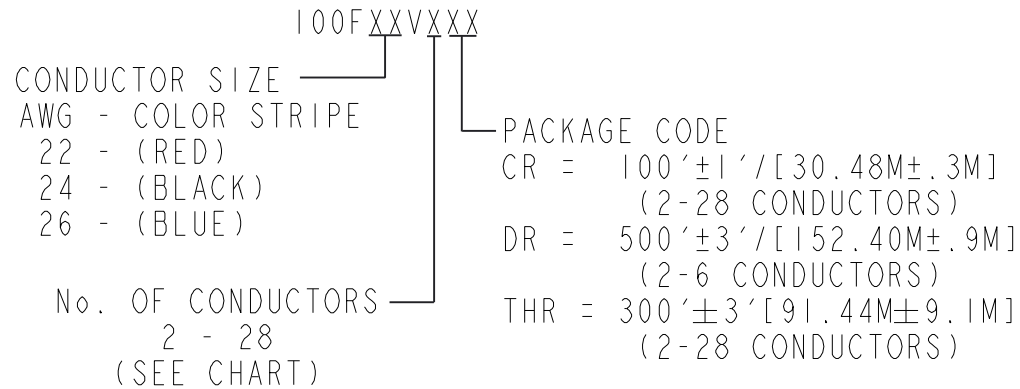 100FXXVXXX
CONDUCTOR SIZE
AWG - COLOR STRIPE
22 - (RED)
24 - (BLACK)
26 - (BLUE)
No. OF CONDUCTORS
2 - 28
(SEE CHART)
PACKAGE CODE
CR = 100'±1'/[30.48M±.3M]
(2-28 CONDUCTORS)
DR = 500'±3'/[152.40M±.9M]
(2-6 CONDUCTORS)
THR = 300'±3'[91.44M±9.1M]
(2-28 CONDUCTORS)